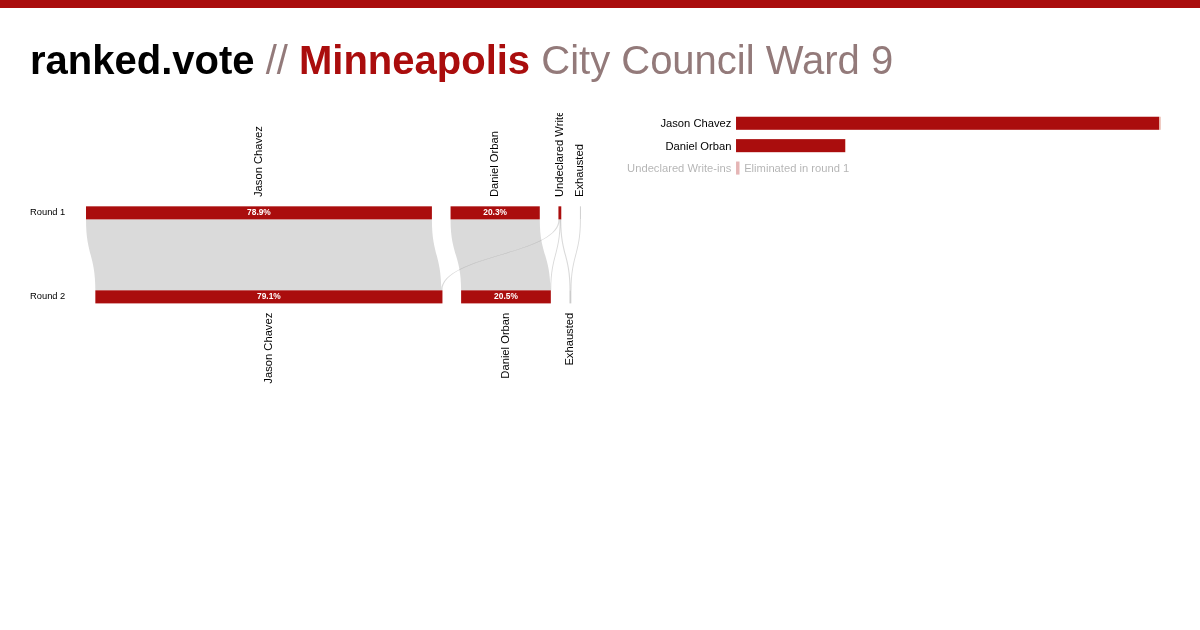 ranked.vote // Minneapolis City Council Ward 9
Jason Chavez
Daniel Orban
Undeclared Write
Exhausted
Round 1
78.9%
20.3%
Round 2
79.1%
20.5%
Jason Chavez
Daniel Orban
Exhausted
Jason Chavez
Daniel Orban
Undeclared Write-ins
Eliminated in round 1